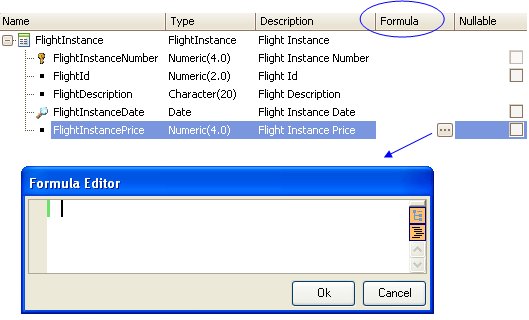 Name Type Description Formula Nullable
FlightInstance FlightInstance Flight Instance
FlightInstanceNumber Numeric(4.0) Flight Instance Number
FlightId Numeric(2.0) Flight Id
FlightDescription Character(20) Flight Description
FlightInstanceDate Date Flight Instance Date
FlightInstancePrice Numeric(4.0) Flight Instance Price ...
Formula Editor
Ok Cancel